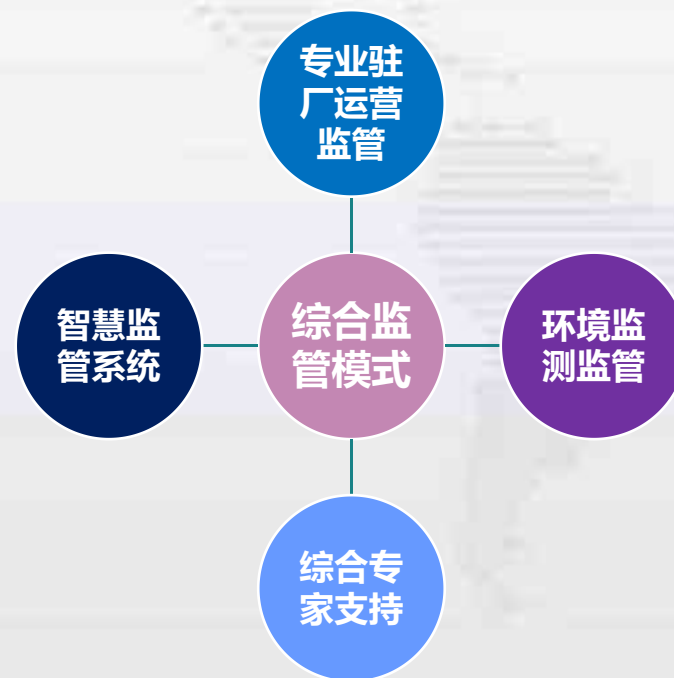 专业驻
厂运营
监管
智慧监
管系统
综合监
管模式
环境监
测监管
综合专
家支持